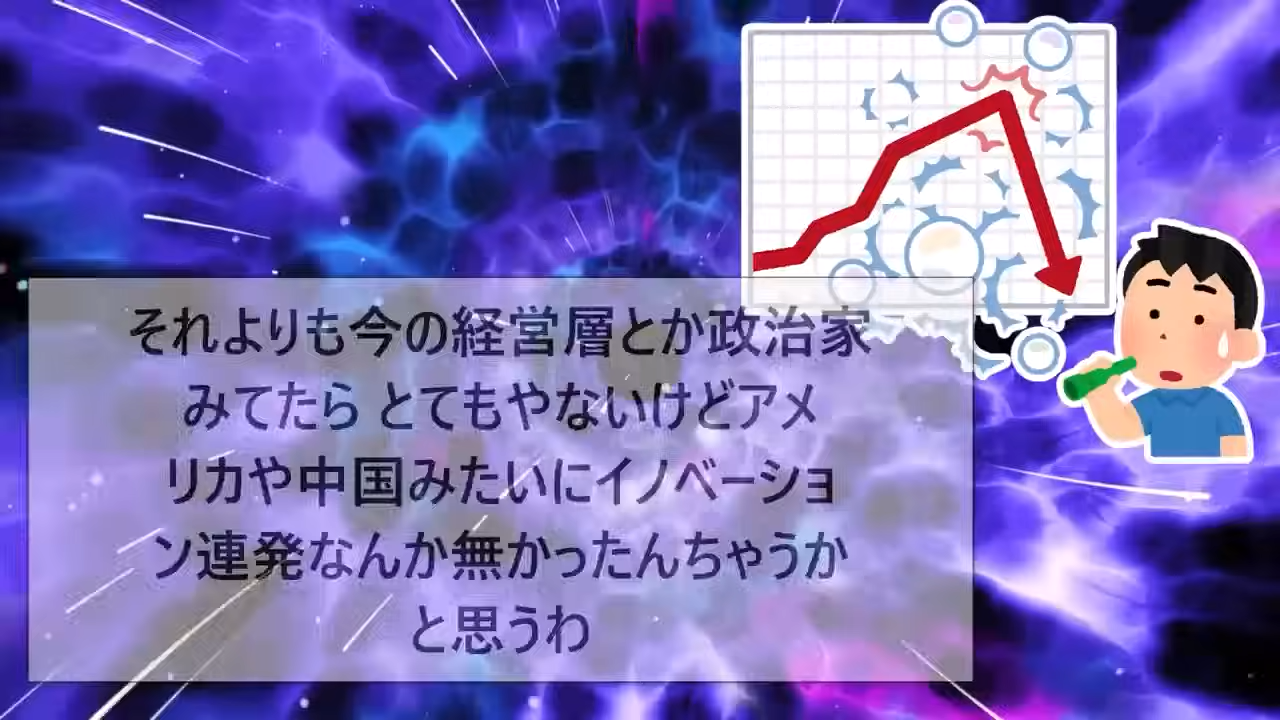 それよりも今の経営層とか政治家
みてたら とてもやないけどアメ
リカや中国みたいにイノベーショ
ン連発なんか無かったんちゃうか
と思うわ